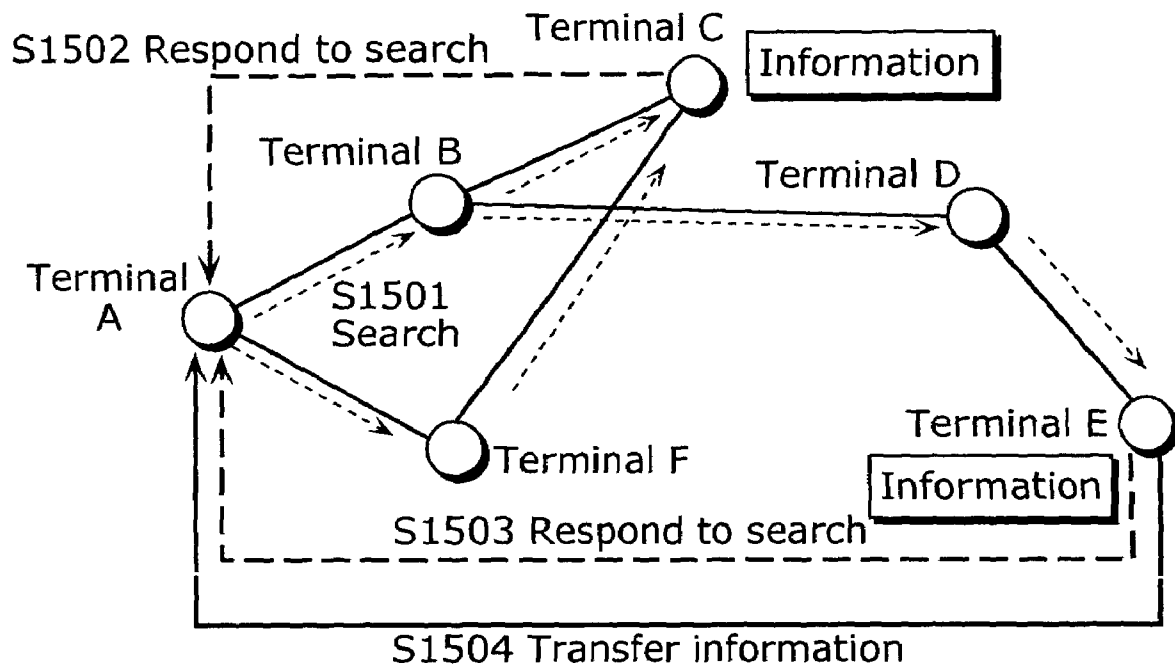 Terminal C
S1502 Respond to search
Information
Terminal B
Terminal D
Terminal
A
S1501
Search
Terminal E
Terminal F
Information
S1503 Respond to search
S1504 Transfer information